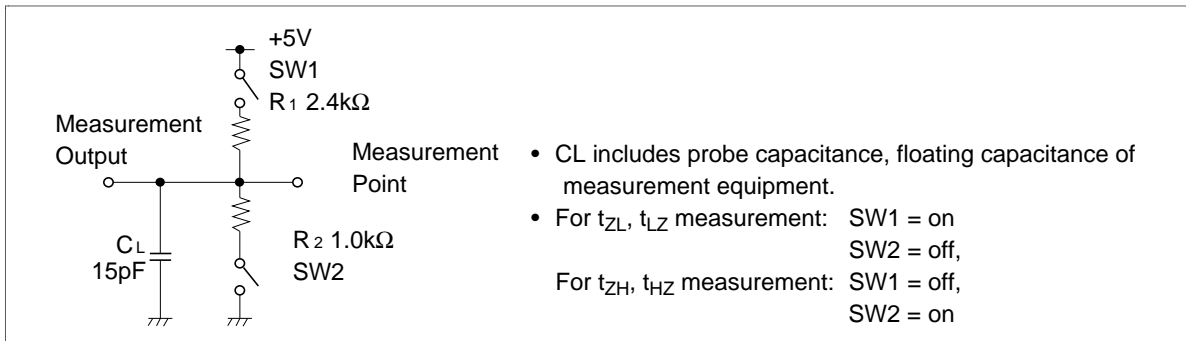 +5V
SW1
R1 2.4kΩ
Measurement
Output
Measurement
Point
CL
15pF
R2 1.0kΩ
SW2
• CL includes probe capacitance, floating capacitance of
measurement equipment.
• For tZL, tLZ measurement: SW1 = on
SW2 = off,
For tZH, tHZ measurement: SW1 = off,
SW2 = on